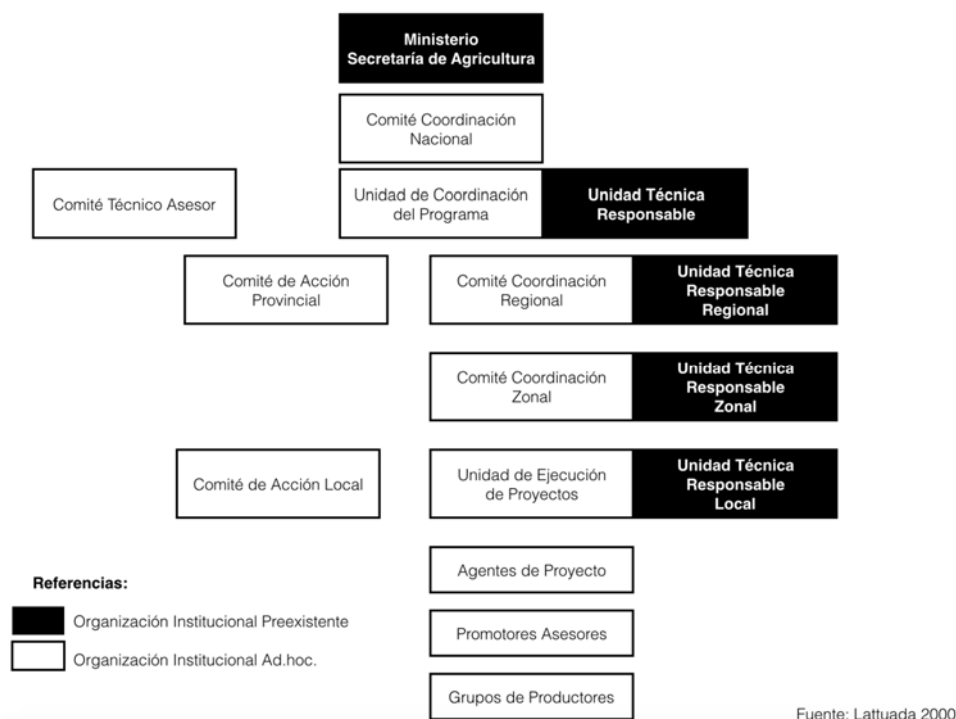 Ministerio
Secretaría de Agricultura
Comité Coordinación
Nacional
Comité Técnico Asesor
Unidad de Coordinación
del Programa
Unidad Técnica
Responsable
Comité de Acción
Provincial
Comité Coordinación
Regional
Unidad Técnica
Responsable
Regional
Comité Coordinación
Zonal
Unidad Técnica
Responsable
Zonal
Comité de Acción Local
Unidad de Ejecución
de Proyectos
Unidad Técnica
Responsable
Local
Agentes de Proyecto
Promotores Asesores
Grupos de Productores
Referencias:
Organización Institucional Preexistente
Organización Institucional Ad.hoc.
Fuente: Lattuada 2000